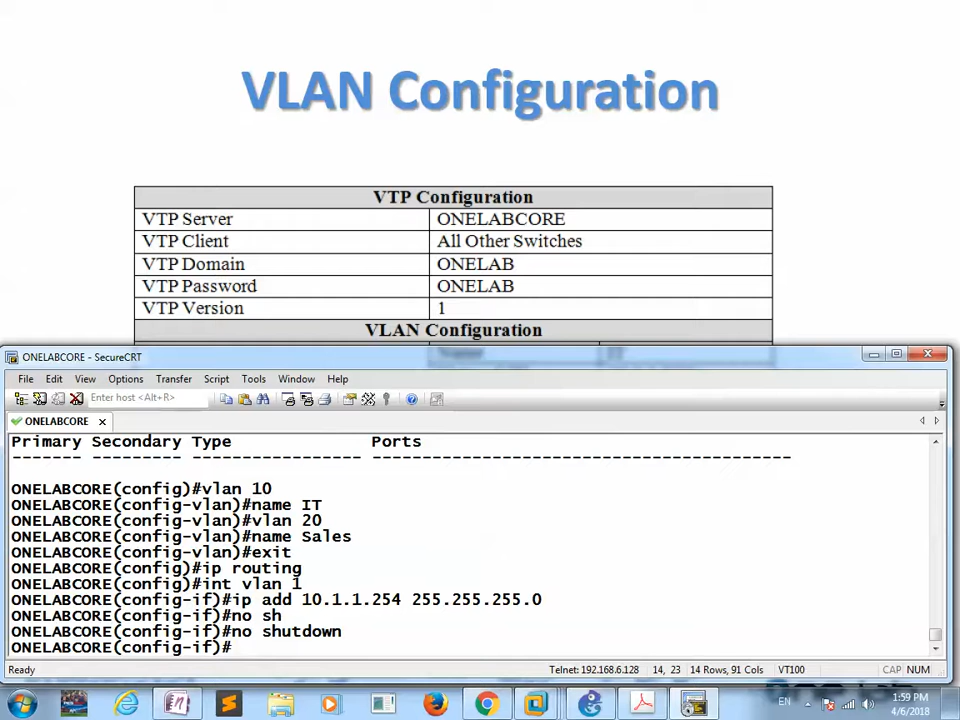 VLAN Configuration
VTP Configuration
VTP Server ONELABCORE
VTP Client All Other Switches
VTP Domain ONELAB
VTP Password ONELAB
VTP Version 1
VLAN Configuration
Name IT
ONELABCORE - SecureCRT
File Edit View Options Transfer Script Tools Window Help
Enter host <Alt+R>
ONELABCORE
Primary Secondary Type Ports
------- --------- ----------------- ------------------------------------------
ONELABCORE(config)#vlan 10
ONELABCORE(config-vlan)#name IT
ONELABCORE(config-vlan)#vlan 20
ONELABCORE(config-vlan)#name Sales
ONELABCORE(config-vlan)#exit
ONELABCORE(config)#ip routing
ONELABCORE(config)#int vlan 1
ONELABCORE(config-if)#ip add 10.1.1.254 255.255.255.0
ONELABCORE(config-if)#no sh
ONELABCORE(config-if)#no shutdown
ONELABCORE(config-if)#
Ready Telnet: 192.168.6.128 14, 23 14 Rows, 91 Cols VT100 CAP NUM
EN
1:59 PM
4/6/2018